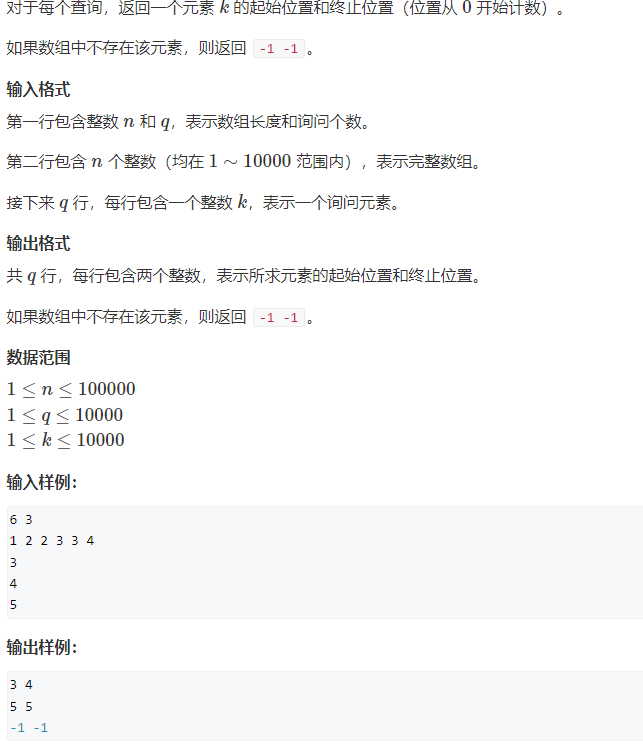 对于每个查询，返回一个元素 k 的起始位置和终止位置（位置从 0 开始计数）。
如果数组中不存在该元素，则返回 -1 -1 。
输入格式
第一行包含整数 n 和 q，表示数组长度和询问个数。
第二行包含 n 个整数（均在 1 ∼ 10000 范围内），表示完整数组。
接下来 q 行，每行包含一个整数 k，表示一个询问元素。
输出格式
共 q 行，每行包含两个整数，表示所求元素的起始位置和终止位置。
如果数组中不存在该元素，则返回 -1 -1 。
数据范围
1 ≤ n ≤ 100000
1 ≤ q ≤ 10000
1 ≤ k ≤ 10000
输入样例：
6 3
1 2 2 3 3 4
3
4
5
输出样例：
3 4
5 5
-1 -1